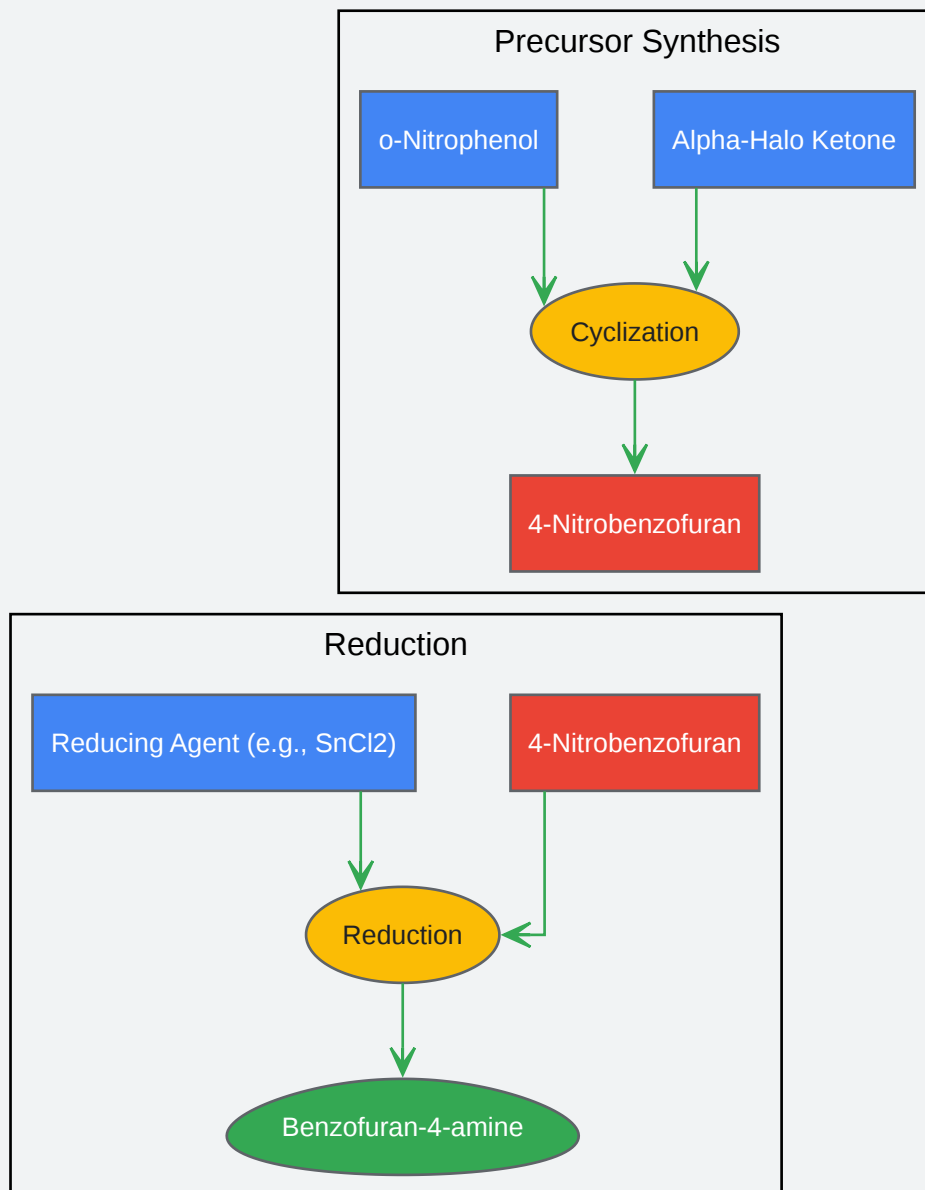 Precursor Synthesis
o-Nitrophenol
Alpha-Halo Ketone
Cyclization
4-Nitrobenzofuran
Reduction
Reducing Agent (e.g., SnCl2)
4-Nitrobenzofuran
Reduction
Benzofuran-4-amine